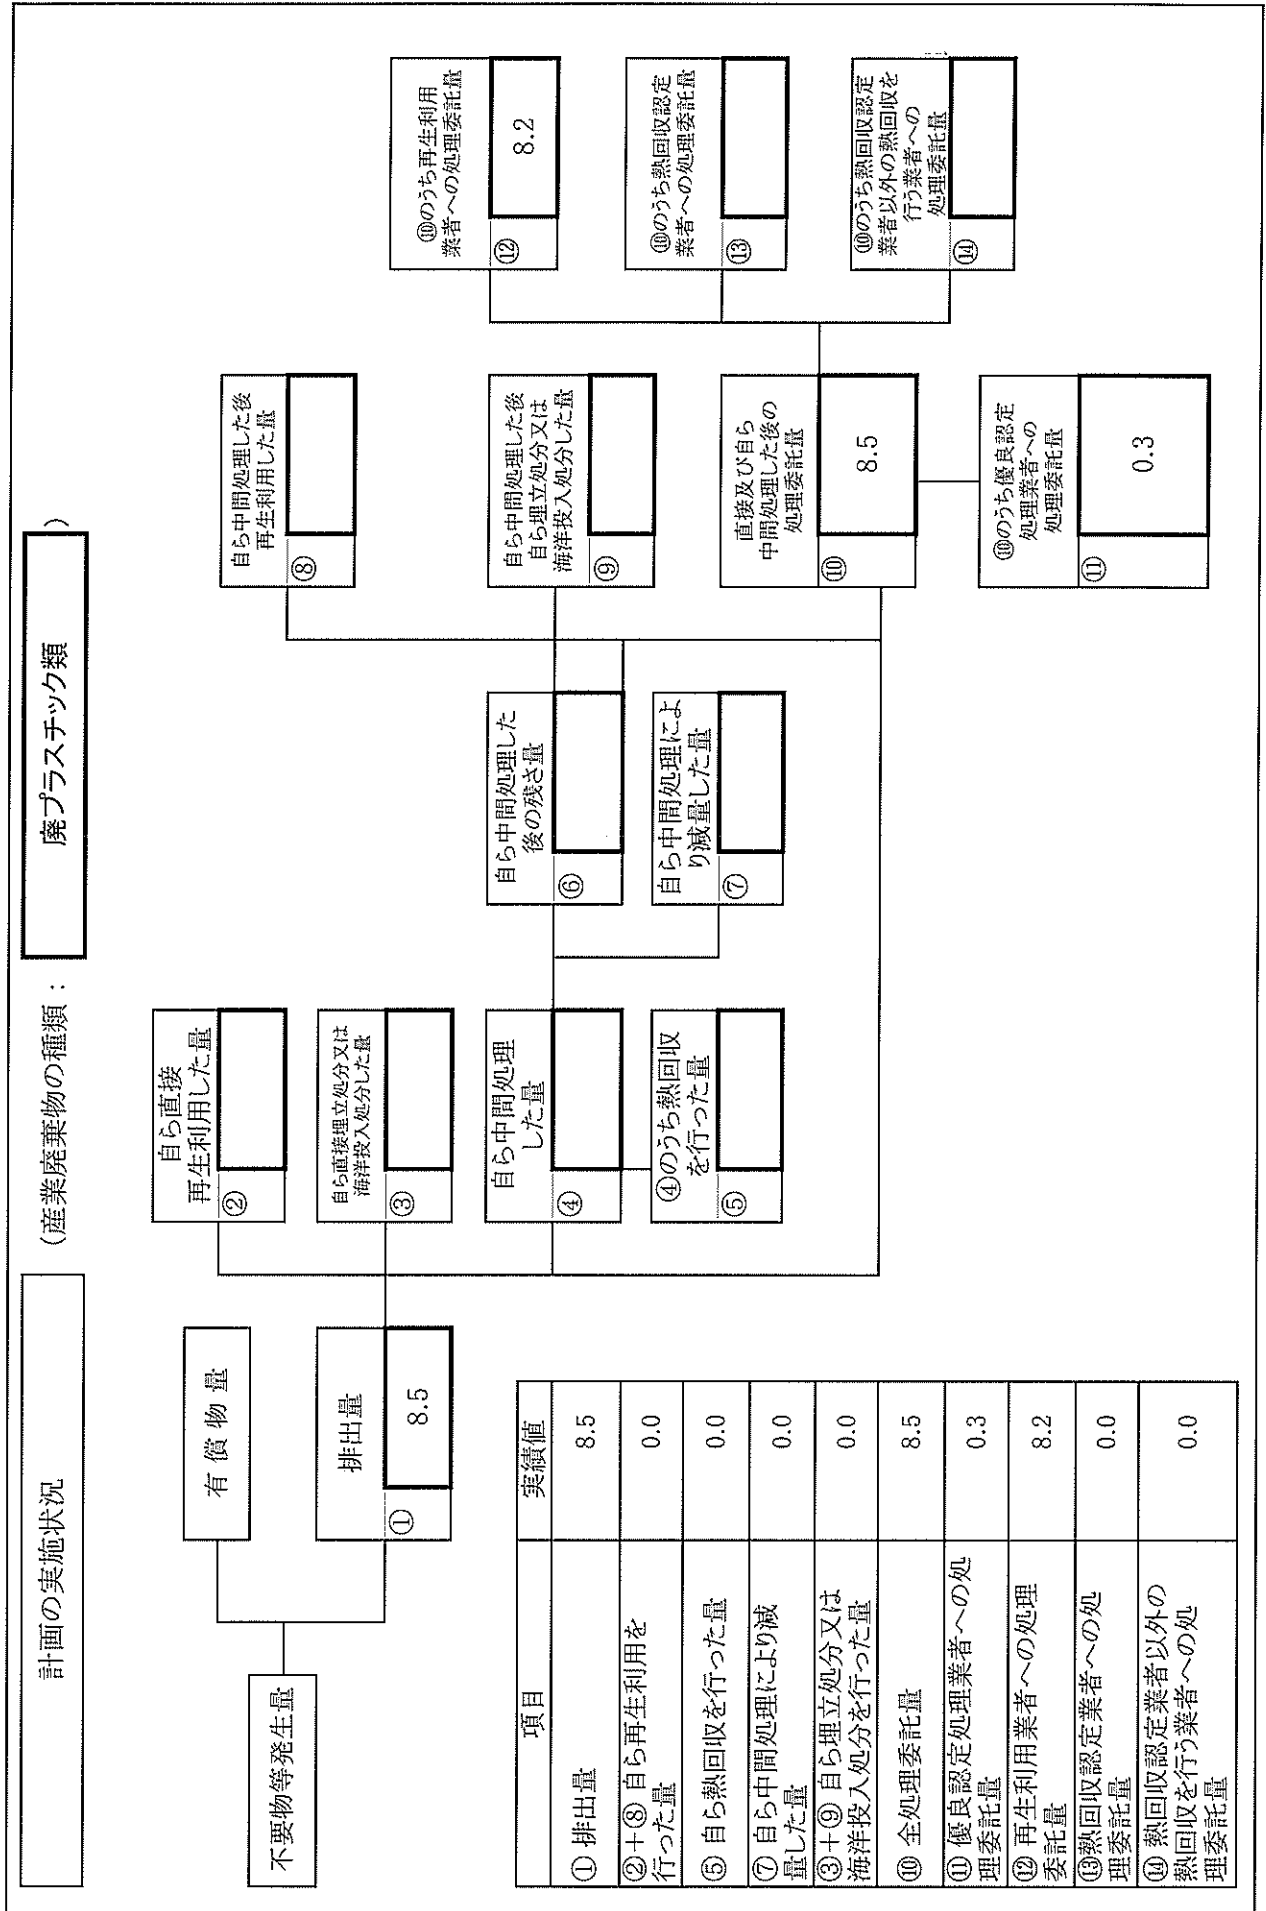 計画の実施状況
(産業廃棄物の種類：
廃プラスチック類
)
不要物等発生量
有 償 物 量
排出量
①
8.5
自ら直接
再生利用した量
②
自ら直接埋立処分又は
海洋投入処分した量
③
自ら中間処理
した量
④
④のうち熱回収
を行った量
⑤
自ら中間処理した
後の残さ量
⑥
自ら中間処理によ
り減量した量
⑦
自ら中間処理した後
再生利用した量
⑧
自ら中間処理した後
自ら埋立処分又は
海洋投入処分した量
⑨
直接及び自ら
中間処理した後の
処理委託量
⑩
8.5
⑩のうち優良認定
処理業者への
処理委託量
⑪
0.3
⑩のうち再生利用
業者への処理委託量
⑫
8.2
⑩のうち熱回収認定
業者への処理委託量
⑬
⑩のうち熱回収認定
業者以外の熱回収を
行う業者への
処理委託量
⑭
項目 実績値
① 排出量 8.5
②＋⑧ 自ら再生利用を
行った量 0.0
⑤ 自ら熱回収を行った量 0.0
⑦ 自ら中間処理により減
量した量 0.0
③＋⑨ 自ら埋立処分又は
海洋投入処分を行った量 0.0
⑩ 全処理委託量 8.5
⑪ 優良認定処理業者への処
理委託量 0.3
⑫ 再生利用業者への処理
委託量 8.2
⑬熱回収認定業者への処
理委託量 0.0
⑭ 熱回収認定業者以外の
熱回収を行う業者への処
理委託量 0.0